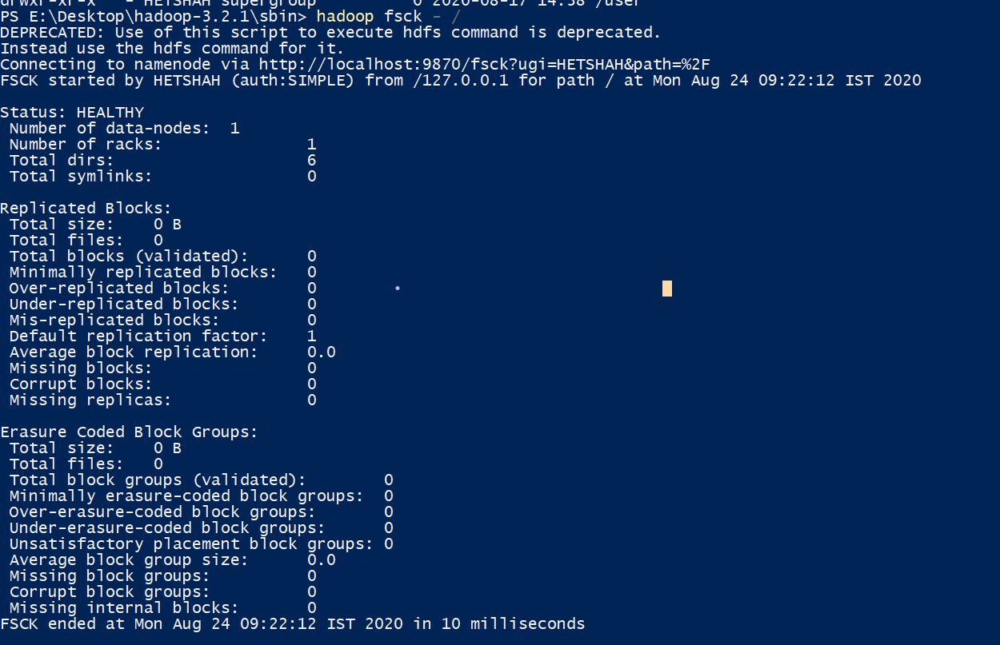 drwxr-xr-x - HETSHAH supergroup 0 2020-08-17 14:58 /user
PS E:\Desktop\hadoop-3.2.1\sbin> hadoop fsck - /
DEPRECATED: Use of this script to execute hdfs command is deprecated.
Instead use the hdfs command for it.
Connecting to namenode via http://localhost:9870/fsck?ugi=HETSHAH&path=%2F
FSCK started by HETSHAH (auth:SIMPLE) from /127.0.0.1 for path / at Mon Aug 24 09:22:12 IST 2020
Status: HEALTHY
Number of data-nodes: 1
Number of racks: 1
Total dirs: 6
Total symlinks: 0
Replicated Blocks:
Total size: 0 B
Total files: 0
Total blocks (validated): 0
Minimally replicated blocks: 0
Over-replicated blocks: 0
Under-replicated blocks: 0
Mis-replicated blocks: 0
Default replication factor: 1
Average block replication: 0.0
Missing blocks: 0
Corrupt blocks: 0
Missing replicas: 0
Erasure Coded Block Groups:
Total size: 0 B
Total files: 0
Total block groups (validated): 0
Minimally erasure-coded block groups: 0
Over-erasure-coded block groups: 0
Under-erasure-coded block groups: 0
Unsatisfactory placement block groups: 0
Average block group size: 0.0
Missing block groups: 0
Corrupt block groups: 0
Missing internal blocks: 0
FSCK ended at Mon Aug 24 09:22:12 IST 2020 in 10 milliseconds